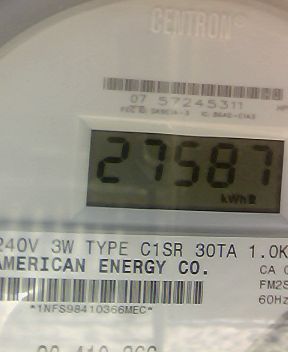 CENTRON®
07 57245311
27587
kWh
240V 3W TYPE C1SR 30TA 1.0K
AMERICAN ENERGY CO.
CA
FM2S
60Hz
*1NFS98410366MEC*